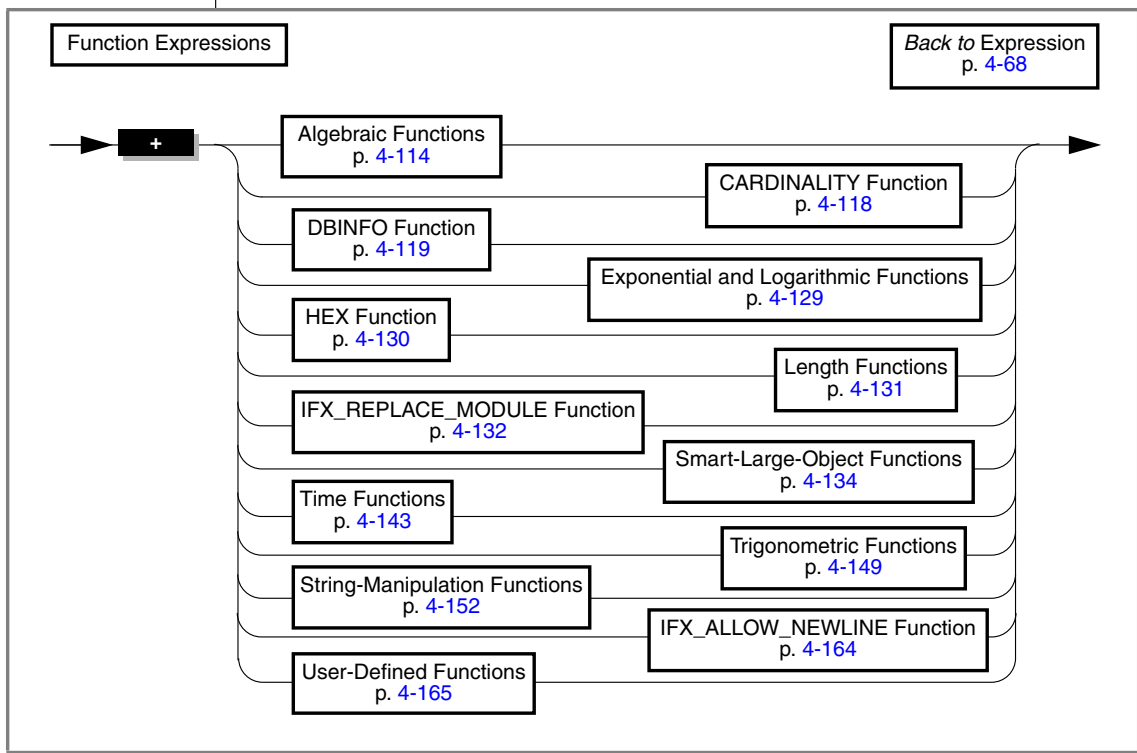 Function Expressions
Back to Expression
p. 4-68
+
Algebraic Functions
p. 4-114
CARDINALITY Function
p. 4-118
DBINFO Function
p. 4-119
Exponential and Logarithmic Functions
p. 4-129
HEX Function
p. 4-130
Length Functions
p. 4-131
IFX_REPLACE_MODULE Function
p. 4-132
Smart-Large-Object Functions
p. 4-134
Time Functions
p. 4-143
Trigonometric Functions
p. 4-149
String-Manipulation Functions
p. 4-152
IFX_ALLOW_NEWLINE Function
p. 4-164
User-Defined Functions
p. 4-165